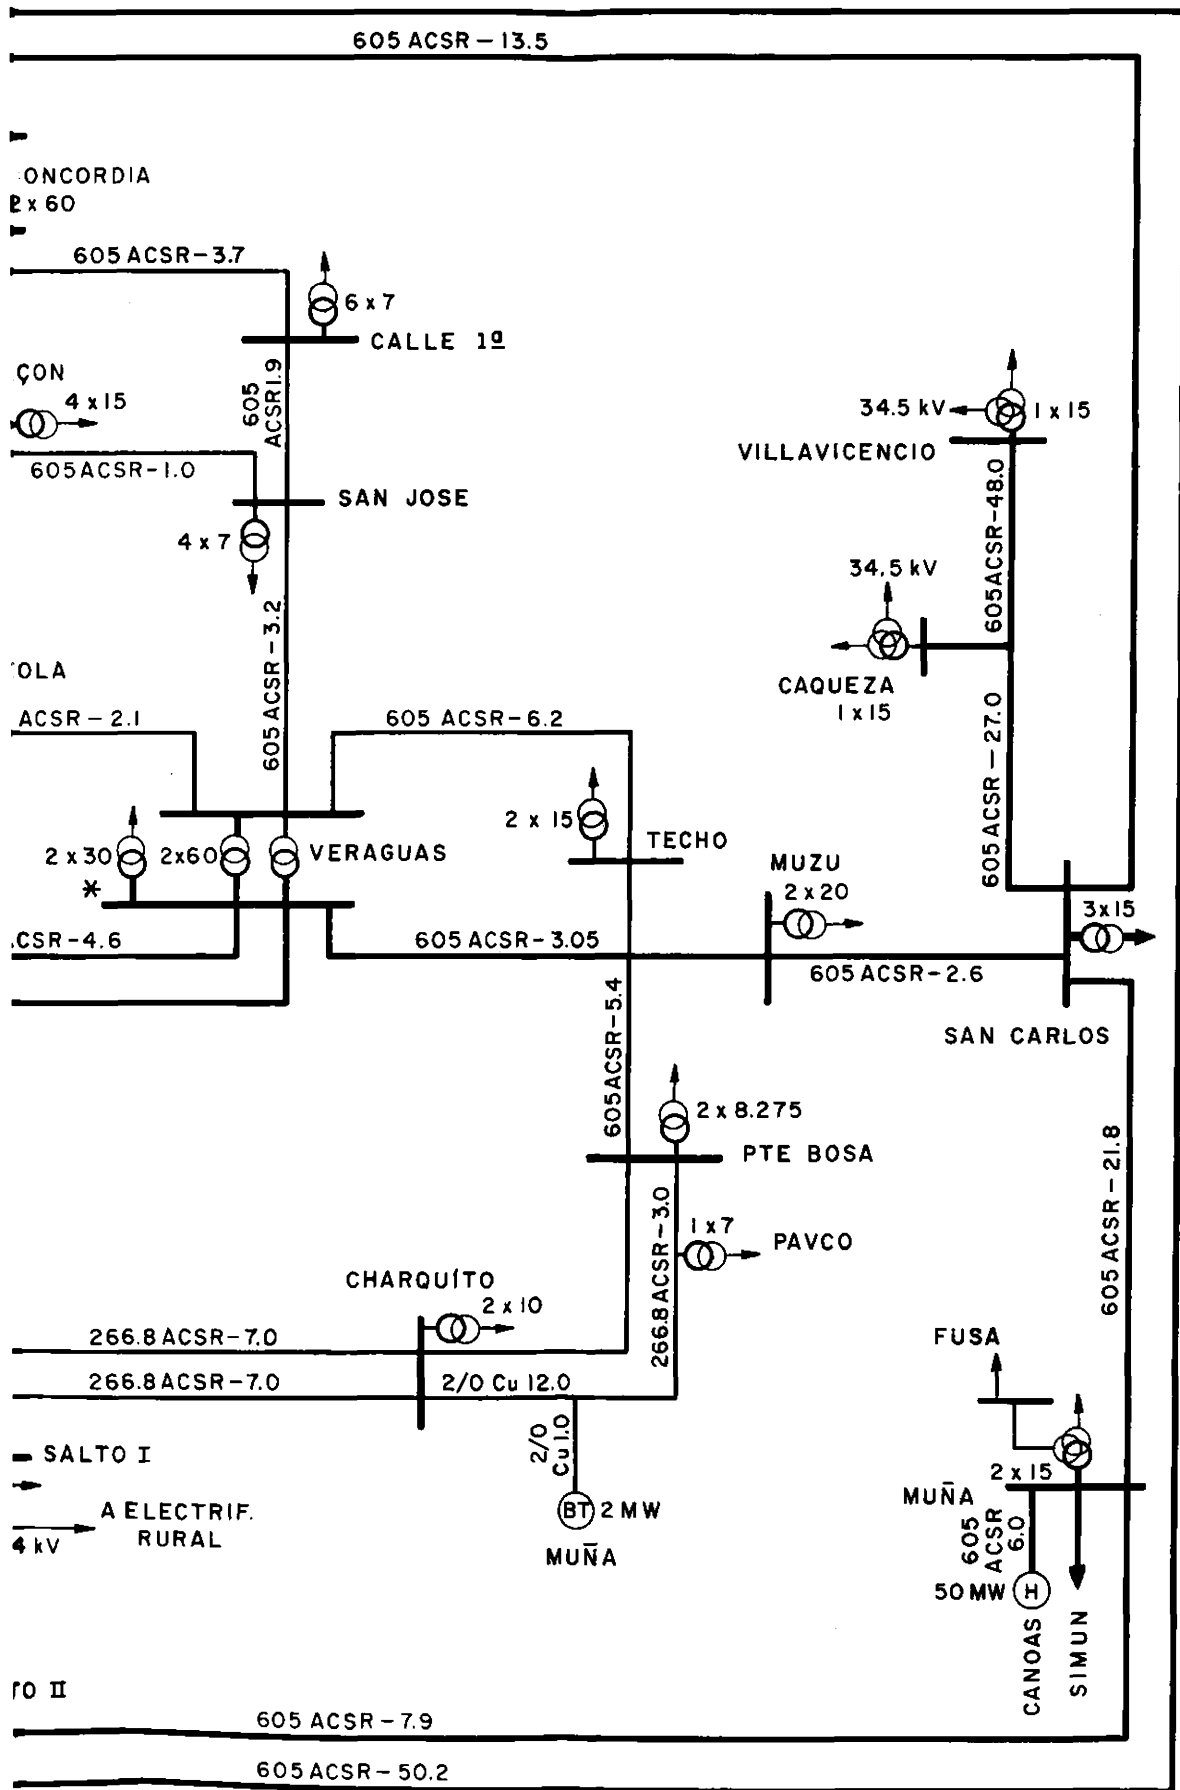 605 ACSR-13.5
ONCORDIA
2 x 60
605 ACSR-3.7
6 x 7
CALLE 1ª
605
ACSR1.9
ÇON
4 x 15
605ACSR-1.0
SAN JOSE
4 x 7
34.5 kV
1 x 15
VILLAVICENCIO
605ACSR-48.0
34.5 kV
CAQUEZA
1 x 15
605 ACSR-3.2
OLA
ACSR-2.1
605 ACSR-6.2
605 ACSR-27.0
2 x 15
TECHO
2 x 30
2x60
VERAGUAS
*
MUZU
2 x 20
3x15
CSR-4.6
605 ACSR-3.05
605 ACSR-2.6
SAN CARLOS
605ACSR-5.4
2 x 8.275
PTE BOSA
605 ACSR-21.8
266.8ACSR-3.0
1 x 7
PAVCO
CHARQUÍTO
2 x 10
266.8 ACSR-7.0
266.8 ACSR-7.0
2/0 Cu 12.0
2/0
Cu 1.0
FUSA
SALTO I
A ELECTRIF.
RURAL
4 kV
BT 2 MW
MUÑA
2 x 15
MUÑA
605
ACSR
6.0
50 MW H
CANOAS
SIMUN
TO II
605 ACSR-7.9
605 ACSR-50.2